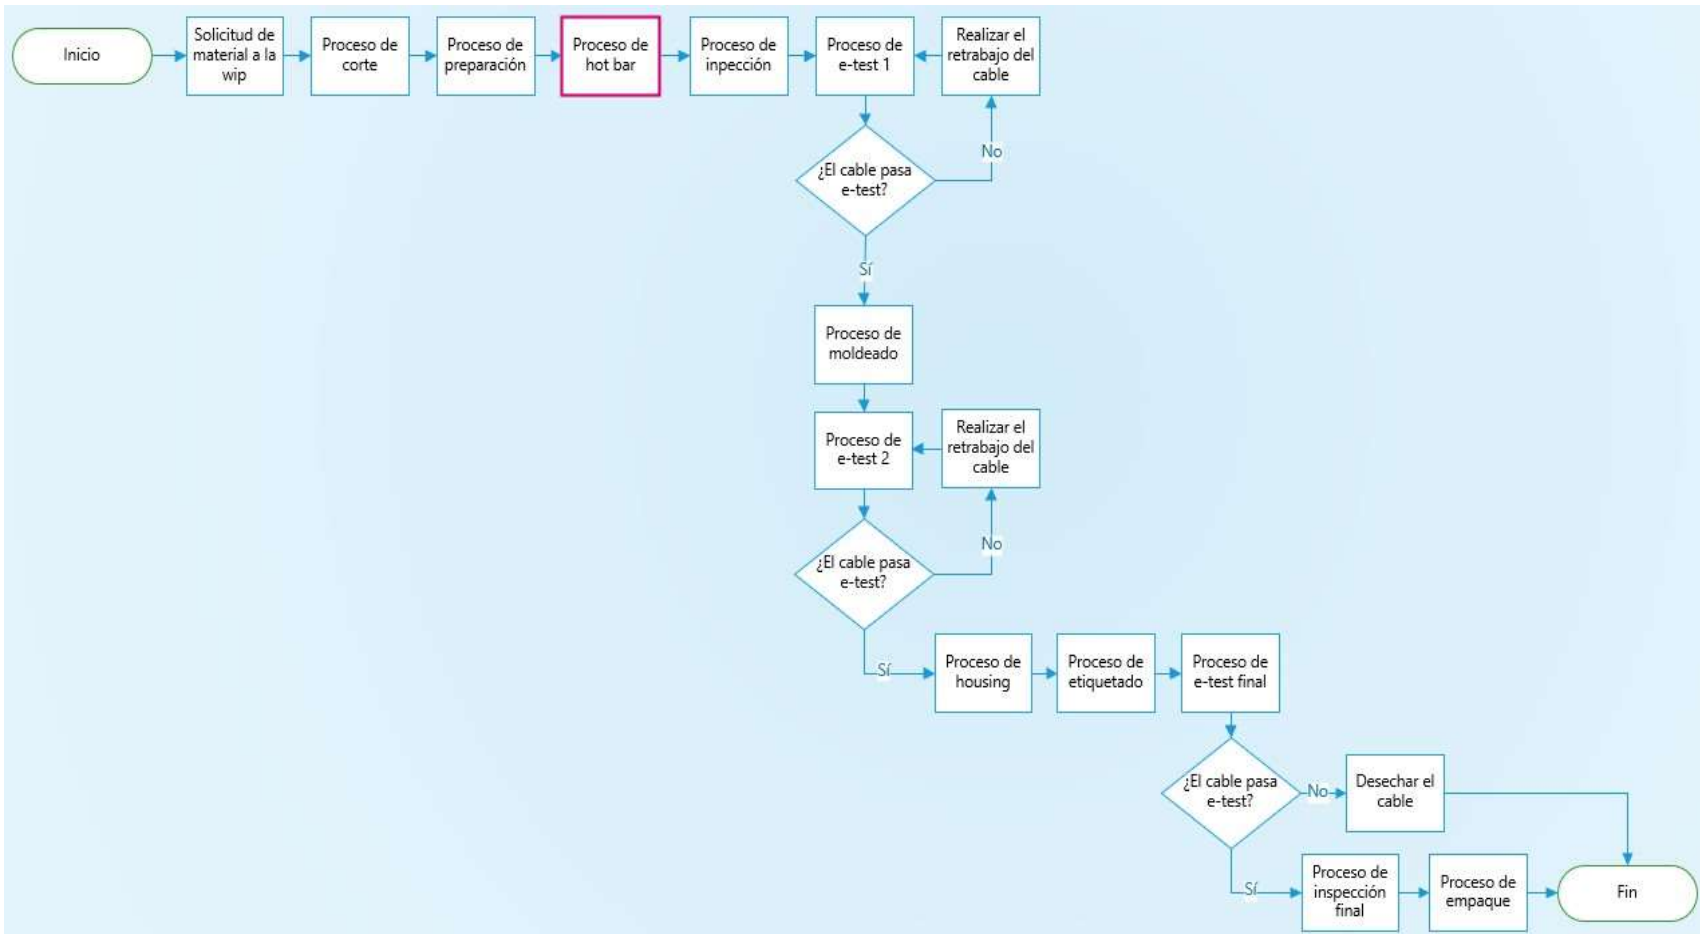 Inicio
Solicitud de
material a la
wip
Proceso de
corte
Proceso de
preparación
Proceso de
hot bar
Proceso de
inpección
Proceso de
e-test 1
Realizar el
retrabajo del
cable
¿El cable pasa
e-test?
No
Sí
Proceso de
moldeado
Proceso de
e-test 2
Realizar el
retrabajo del
cable
¿El cable pasa
e-test?
No
Sí
Proceso de
housing
Proceso de
etiquetado
Proceso de
e-test final
¿El cable pasa
e-test?
No
Desechar el
cable
Sí
Proceso de
inspección
final
Proceso de
empaque
Fin